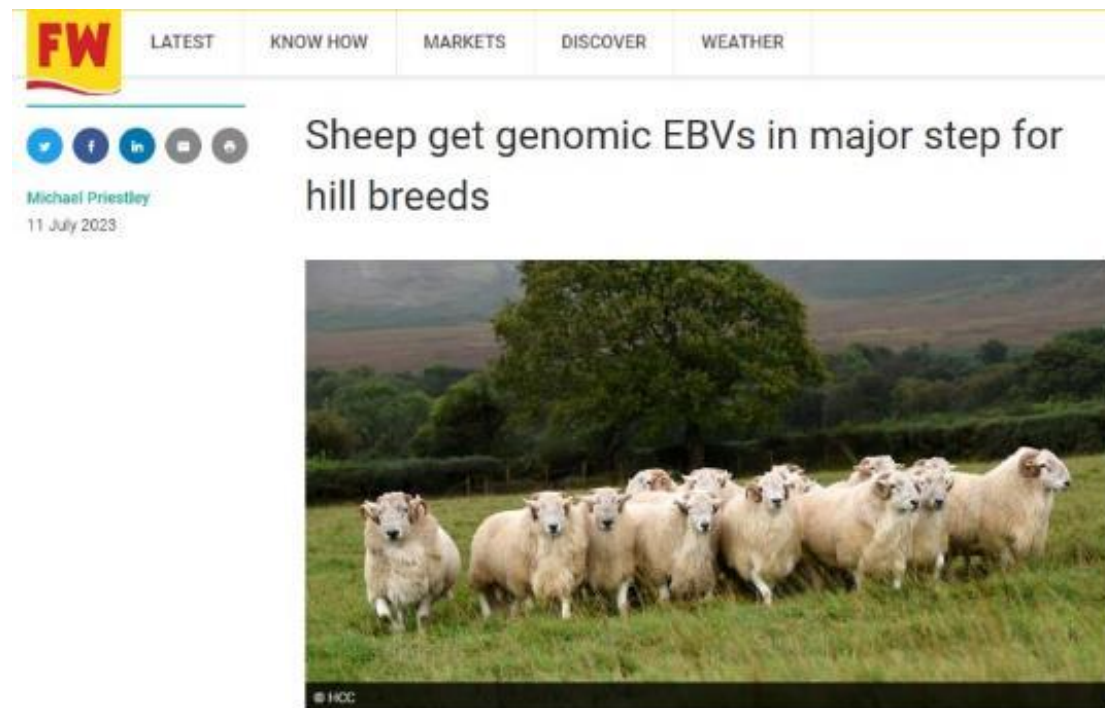 FW
LATEST
KNOW HOW
MARKETS
DISCOVER
WEATHER
Michael Priestley
11 July 2023
Sheep get genomic EBVs in major step for
hill breeds
© HCC